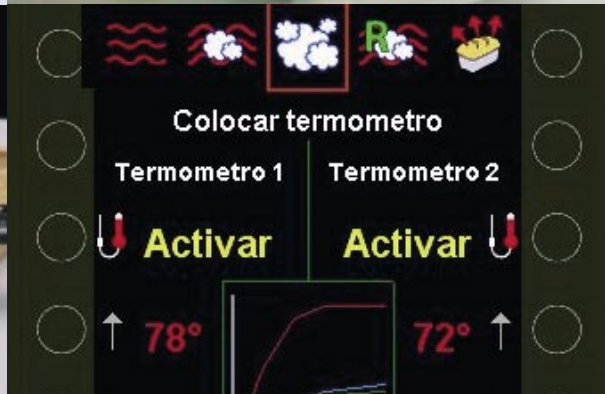 R
Colocar termometro
Termometro 1 Termometro 2
Activar Activar
78° 72°